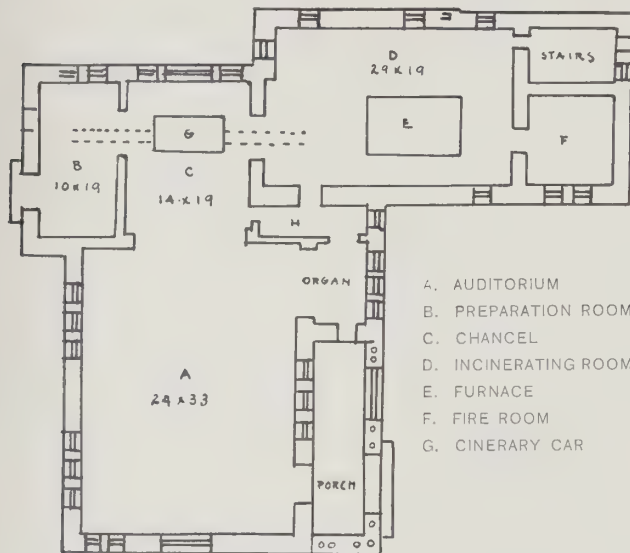 D
29 x 19
STAIRS
E
F
G
B
10 x 19
C
14 x 19
H
ORGAN
A
24 x 33
PORCH
A. AUDITORIUM
B. PREPARATION ROOM
C. CHANCEL
D. INCINERATING ROOM
E. FURNACE
F. FIRE ROOM
G. CINERARY CAR